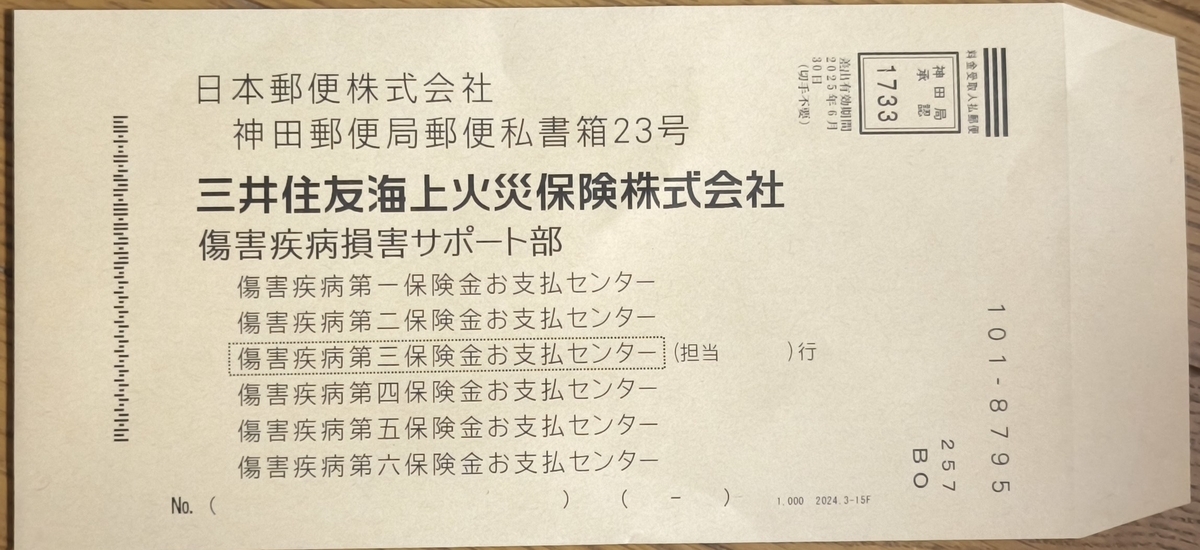 料金受取人払郵便
神田局
承認
1733
差出有効期間
2025年6月
30日
(切手不要)
101-8795
257
BO
日本郵便株式会社
神田郵便局郵便私書箱23号
三井住友海上火災保険株式会社
傷害疾病損害サポート部
傷害疾病第一保険金お支払センター
傷害疾病第二保険金お支払センター
傷害疾病第三保険金お支払センター (担当 )行
傷害疾病第四保険金お支払センター
傷害疾病第五保険金お支払センター
傷害疾病第六保険金お支払センター
No. ( ) ( - )
1,000 2024.3-15F